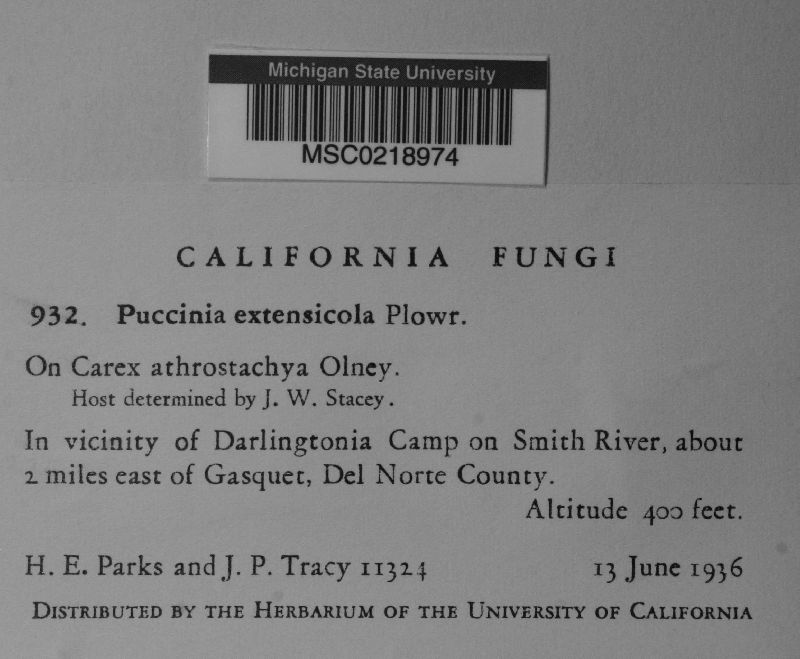 Michigan State University
MSC0218974
CALIFORNIA FUNGI
932. Puccinia extensicola Plowr.
On Carex athrostachya Olney.
Host determined by J. W. Stacey.
In vicinity of Darlingtonia Camp on Smith River, about
2 miles east of Gasquet, Del Norte County.
Altitude 400 feet.
H. E. Parks and J. P. Tracy 11324 13 June 1936
DISTRIBUTED BY THE HERBARIUM OF THE UNIVERSITY OF CALIFORNIA